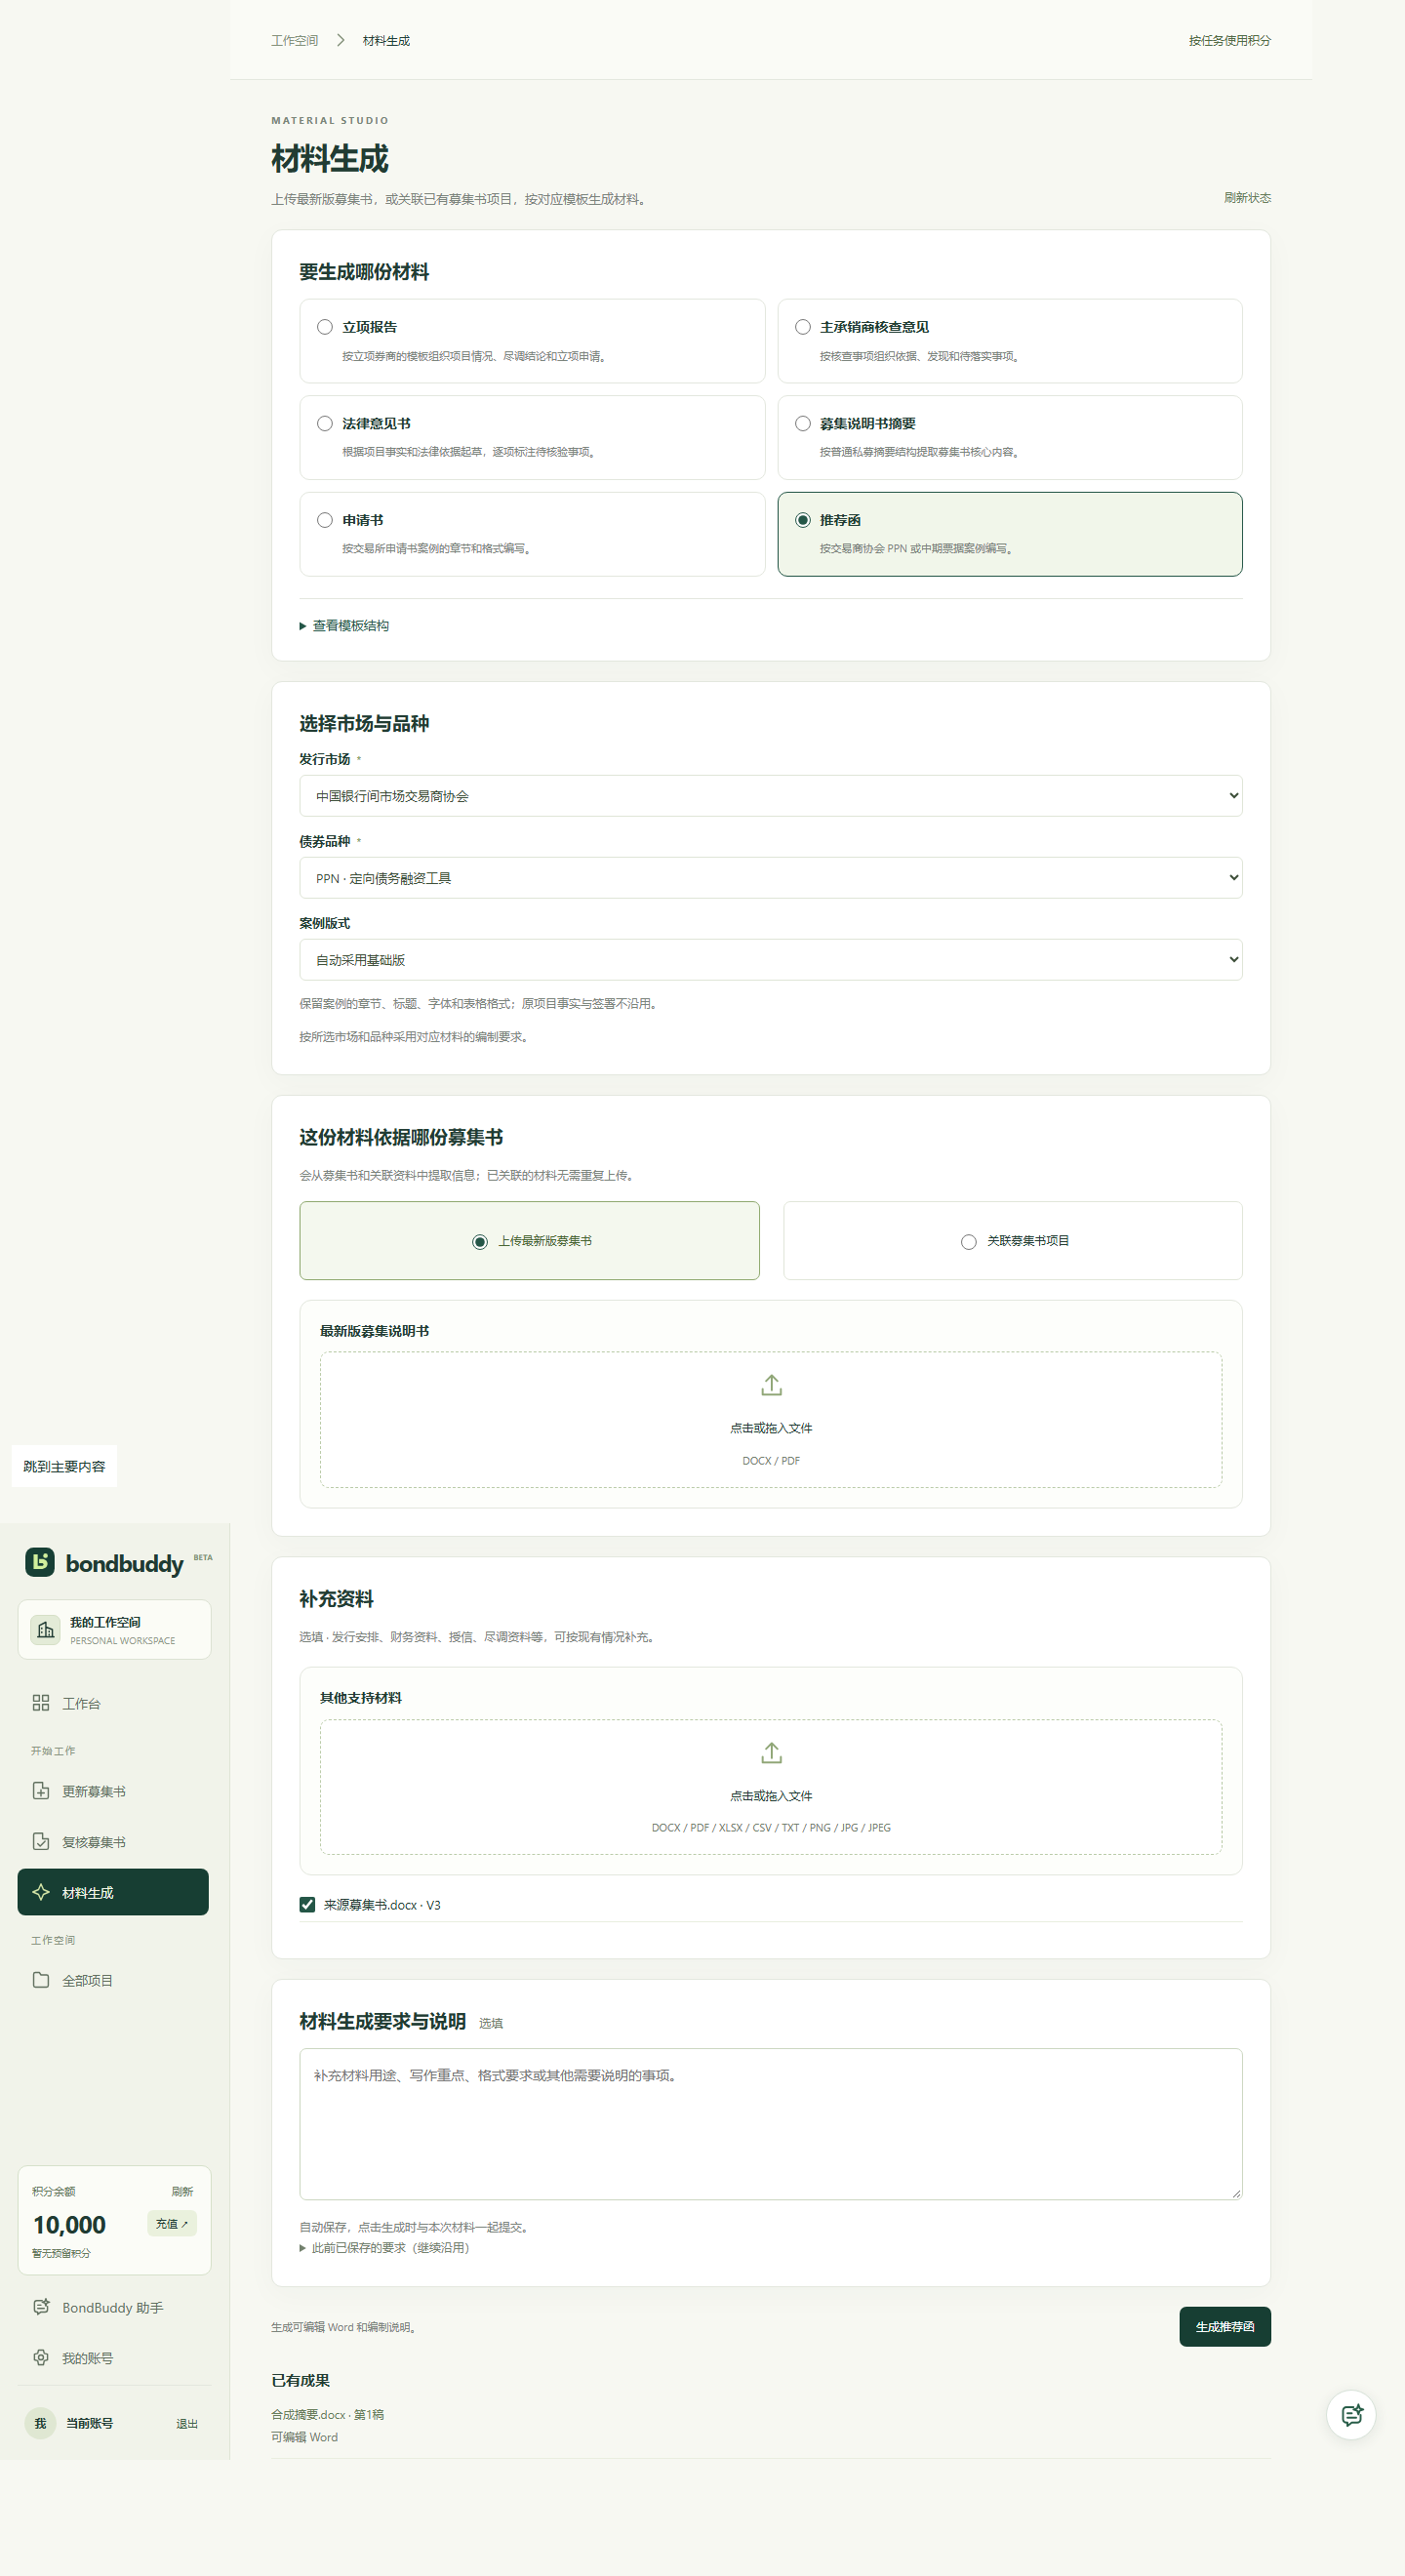 工作空间 > 材料生成
按任务使用积分
MATERIAL STUDIO
材料生成
上传最新版募集书，或关联已有募集书项目，按对应模板生成材料。
刷新状态
要生成哪份材料
立项报告
按立项券商的模板组织项目情况、尽调结论和立项申请。
主承销商核查意见
按核查事项组织依据、发现和待落实事项。
法律意见书
根据项目事实和法律依据起草，逐项标注待核验事项。
募集说明书摘要
按普通私募摘要结构提取募集书核心内容。
申请书
按交易所申请书案例的章节和格式编写。
推荐函
按交易商协会 PPN 或中期票据案例编写。
查看模板结构
选择市场与品种
发行市场 *
中国银行间市场交易商协会
债券品种 *
PPN · 定向债务融资工具
案例版式
自动采用基础版
保留案例的章节、标题、字体和表格格式；原项目事实与签署不沿用。
按所选市场和品种采用对应材料的编制要求。
这份材料依据哪份募集书
会从募集书和关联资料中提取信息；已关联的材料无需重复上传。
上传最新版募集书
关联募集书项目
最新版募集说明书
点击或拖入文件
DOCX / PDF
补充资料
选填 · 发行安排、财务资料、授信、尽调资料等，可按现有情况补充。
其他支持材料
点击或拖入文件
DOCX / PDF / XLSX / CSV / TXT / PNG / JPG / JPEG
来源募集书.docx · V3
材料生成要求与说明 选填
补充材料用途、写作重点、格式要求或其他需要说明的事项。
自动保存，点击生成时与本次材料一起提交。
此前已保存的要求（继续沿用）
生成可编辑 Word 和编制说明。
生成推荐函
已有成果
合成摘要.docx · 第1稿
可编辑 Word
跳到主要内容
bondbuddy BETA
我的工作空间
PERSONAL WORKSPACE
工作台
开始工作
更新募集书
复核募集书
材料生成
工作空间
全部项目
积分余额
刷新
10,000
充值 ↗
暂无预留积分
BondBuddy 助手
我的账号
我 当前账号
退出